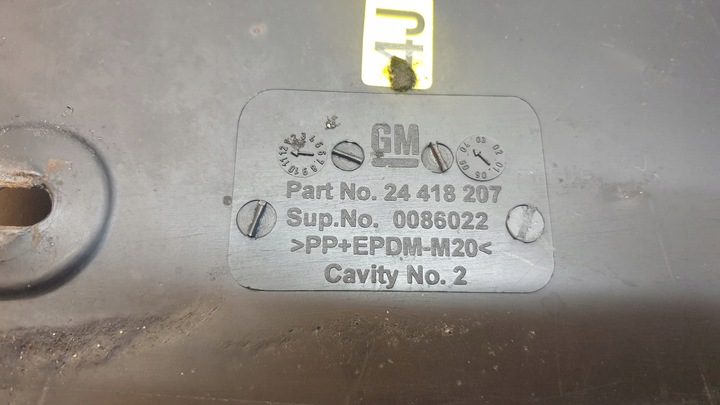 4J
GM
Part No. 24 418 207
Sup.No. 0086022
>PP+EPDM-M20<
Cavity No. 2